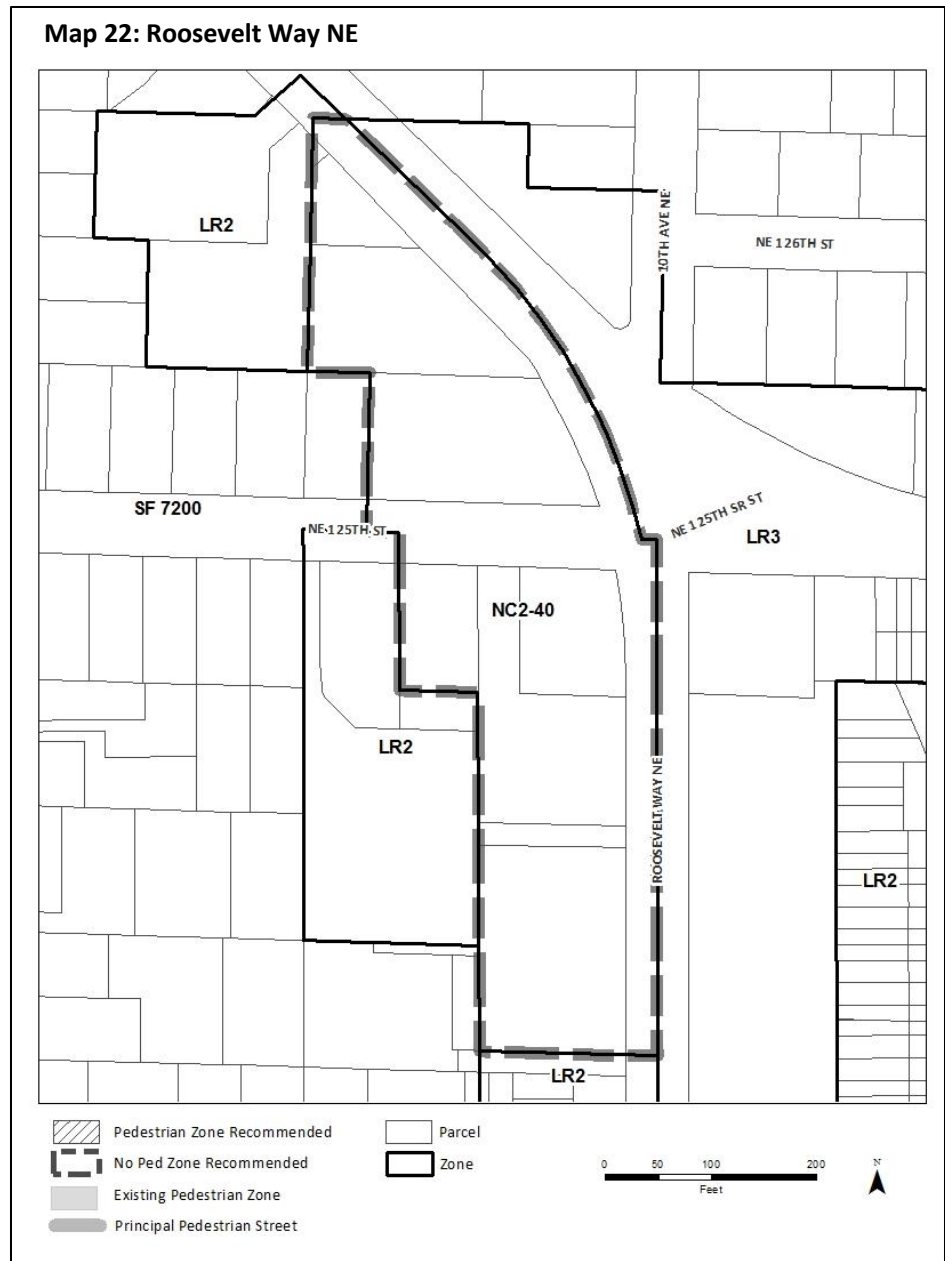 Map 22: Roosevelt Way NE
LR2
10TH AVE NE
NE 126TH ST
SF 7200
NE 125TH ST
NE 125TH SR ST
LR3
NC2-40
LR2
ROOSEVELT WAY NE
LR2
LR2
Pedestrian Zone Recommended
Parcel
No Ped Zone Recommended
Zone
Existing Pedestrian Zone
Principal Pedestrian Street
0 50 100 200
Feet
N